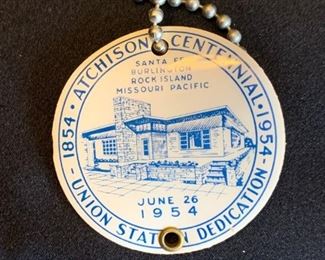 1854 · ATCHISON CENTENNIAL · 1954
SANTA FE
BURLINGTON
ROCK ISLAND
MISSOURI PACIFIC
JUNE 26
1954
UNION STATION DEDICATION